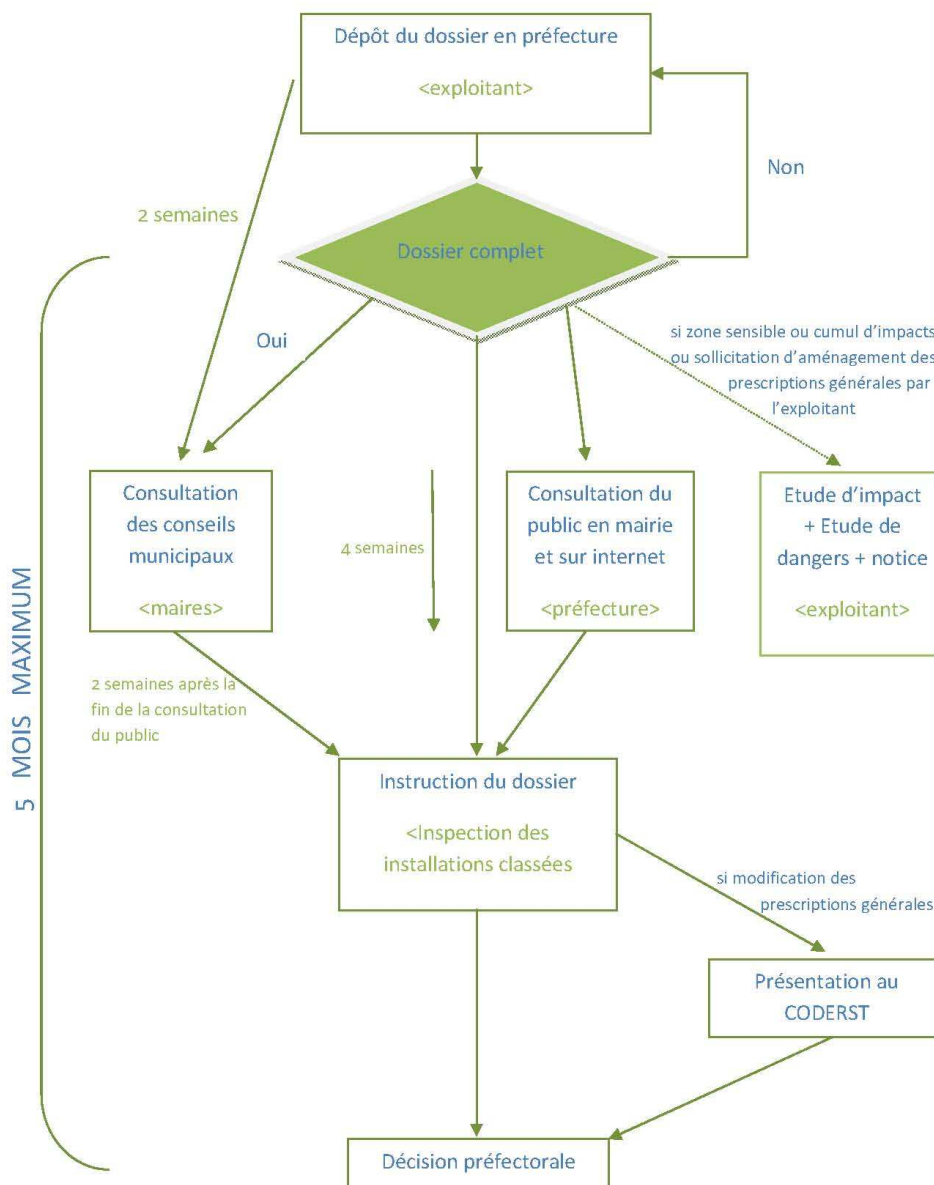 Dépôt du dossier en préfecture
<exploitant>
Non
2 semaines
Dossier complet
Oui
si zone sensible ou cumul d’impacts
ou sollicitation d’aménagement des
prescriptions générales par
l’exploitant
Consultation
des conseils
municipaux
<maires>
4 semaines
Consultation du
public en mairie
et sur internet
<préfecture>
Etude d’impact
+ Etude de
dangers + notice
<exploitant>
5 MOIS MAXIMUM
2 semaines après la
fin de la consultation
du public
Instruction du dossier
<Inspection des
installations classées
si modification des
prescriptions générales
Présentation au
CODERST
Décision préfectorale